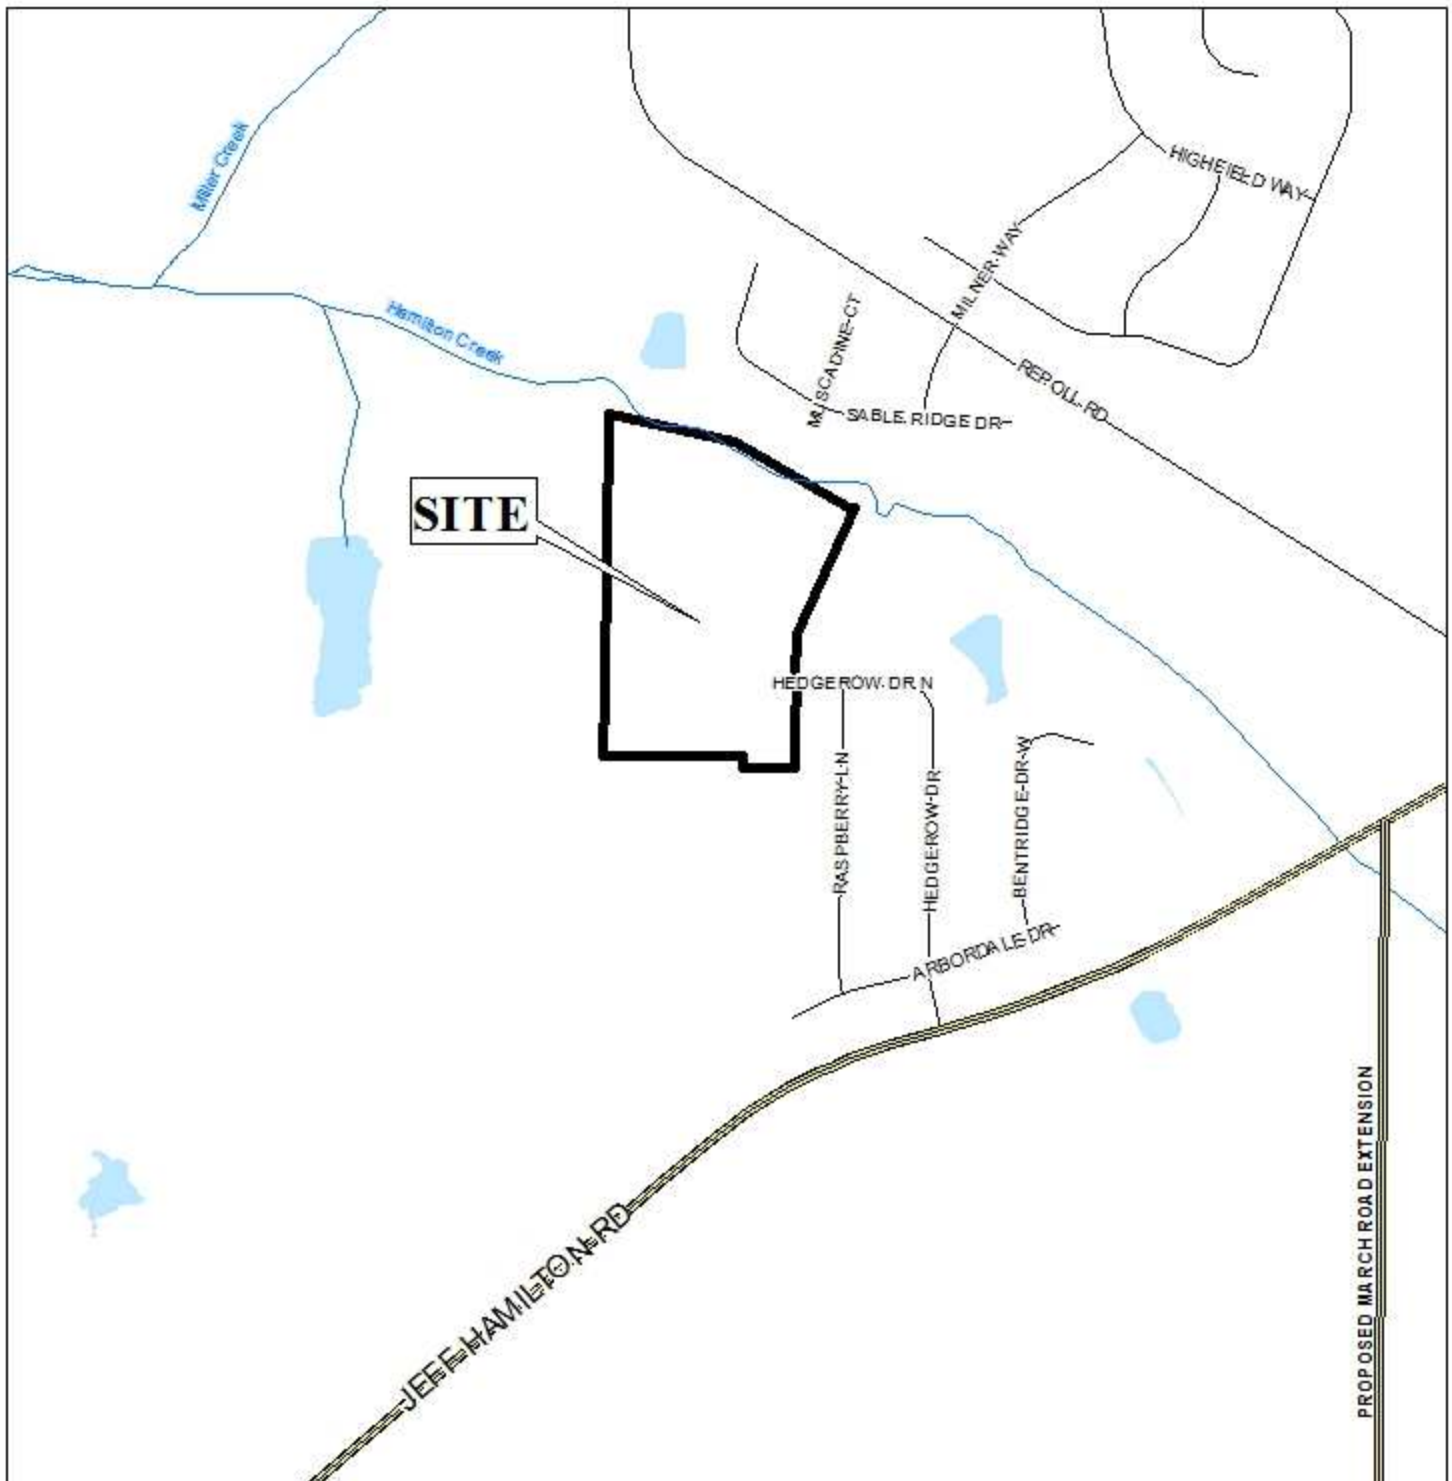 Miller Creek
HIGHFIELD WAY
MILNER WAY
Hamilton Creek
MUSCADINE CT
REPOLL RD
SABLE RIDGE DR
SITE
HEDGEROW DR N
RASPBERRY LN
HEDGEROW DR
BENTRIDGE DR W
ARBORDALE DR
JEFF HAMILTON RD
PROPOSED MARCH ROAD EXTENSION